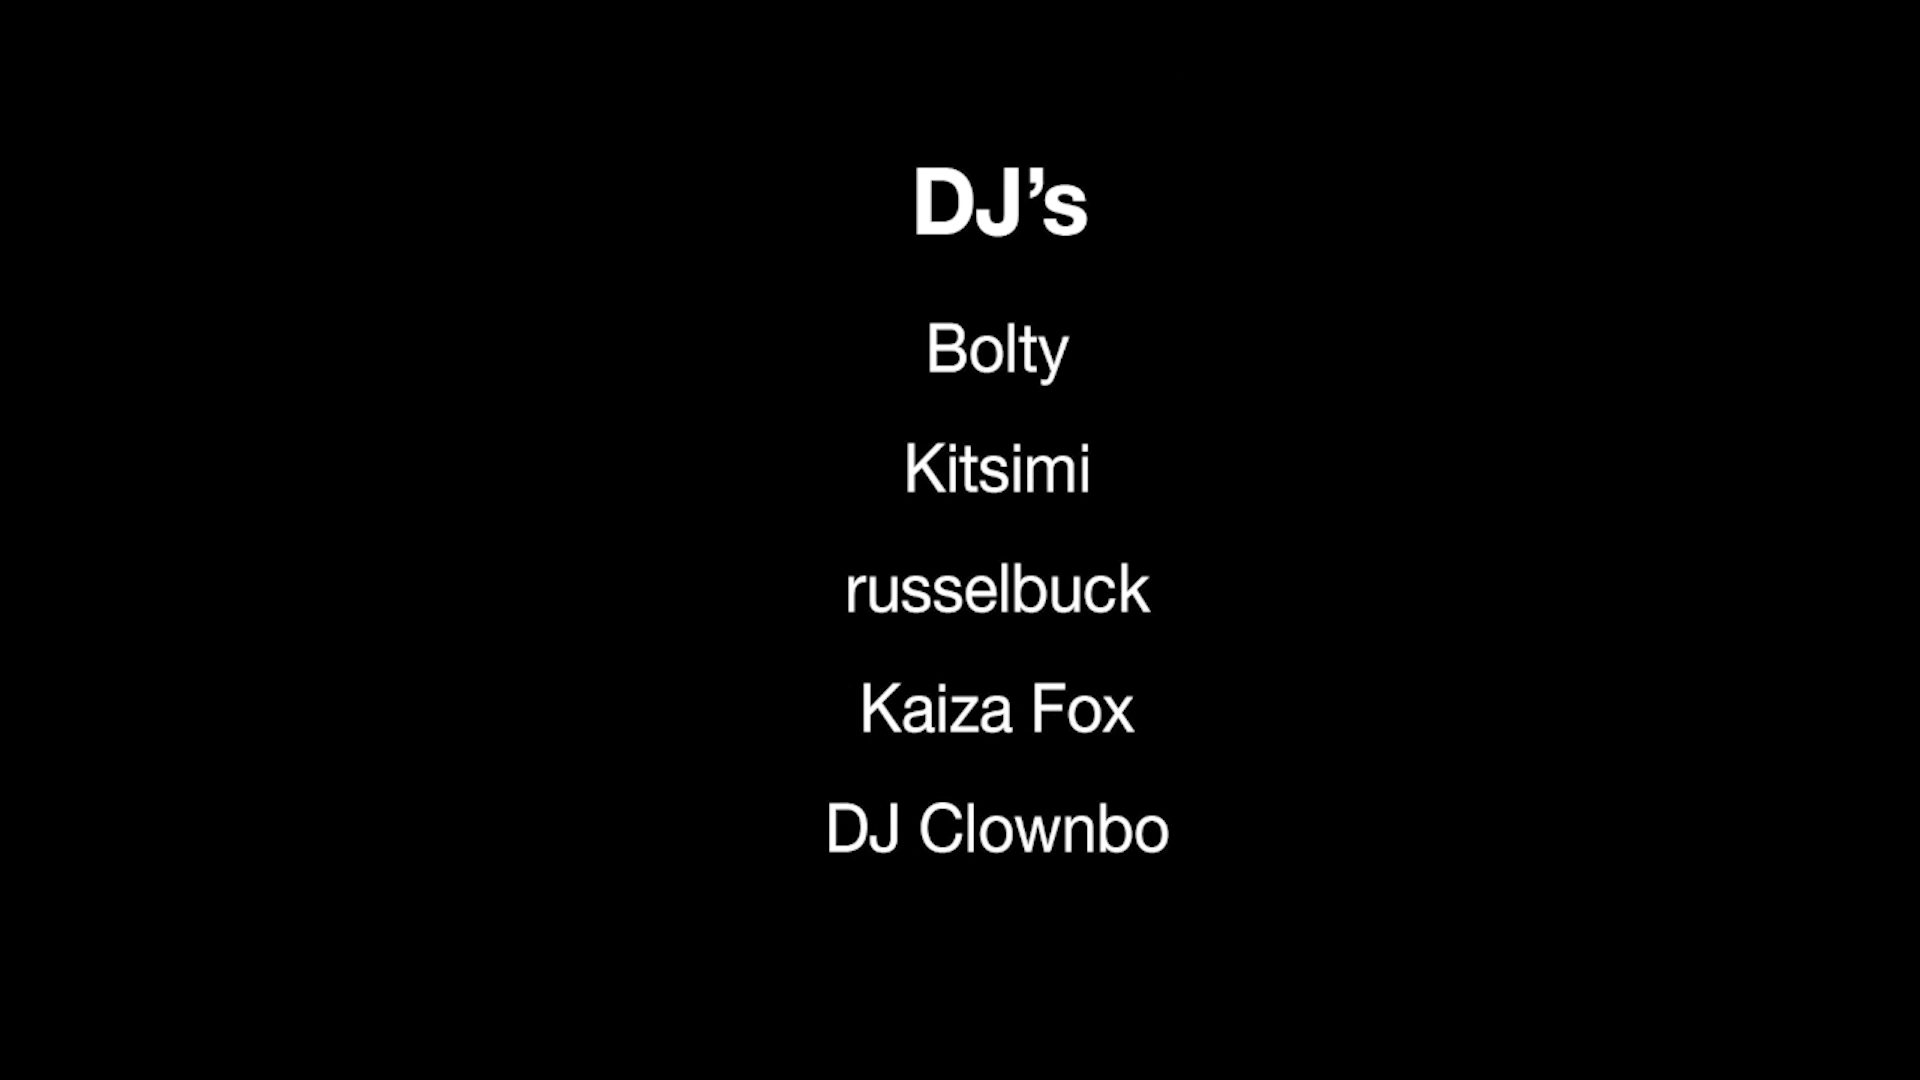 DJ’s
Bolty
Kitsimi
russelbuck
Kaiza Fox
DJ Clownbo